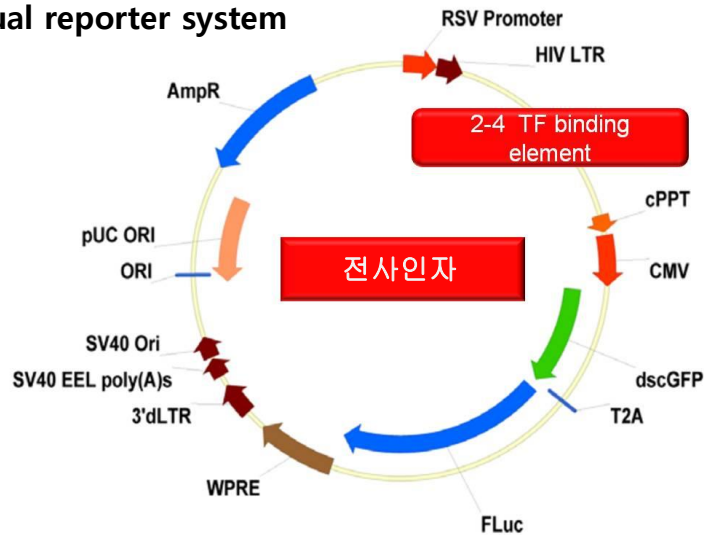 ual reporter system
RSV Promoter
HIV LTR
AmpR
2-4 TF binding
element
cPPT
pUC ORI
전사인자
ORI
CMV
SV40 Ori
SV40 EEL poly(A)s
dscGFP
3'dLTR
T2A
WPRE
FLuc